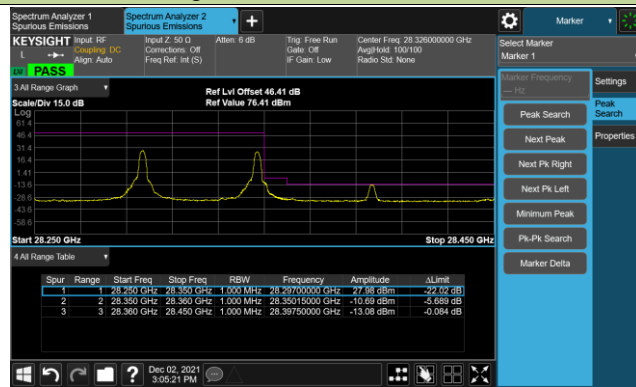 Spectrum Analyzer 1
Spurious Emissions
Spectrum Analyzer 2
Spurious Emissions
Marker
KEYSIGHT
L
Input: RF
Coupling: DC
Align: Auto
Input Z: 50 Ω
Corrections: Off
Freq Ref: Int (S)
Atten: 6 dB
Trig: Free Run
Gate: Off
IF Gain: Low
Center Freq: 28.326000000 GHz
Avg|Hold: 100/100
Radio Std: None
PASS
3 All Range Graph
Scale/Div 15.0 dB
Ref Lvl Offset 46.41 dB
Ref Value 76.41 dBm
Log
61.4
46.4
31.4
16.4
1.41
-13.6
-28.6
-43.6
-58.6
Start 28.250 GHz
Stop 28.450 GHz
4 All Range Table
Spur Range Start Freq Stop Freq RBW Frequency Amplitude ΔLimit
1 1 28.250 GHz 28.350 GHz 1.000 MHz 28.29700000 GHz 27.98 dBm -22.02 dB
2 2 28.350 GHz 28.360 GHz 1.000 MHz 28.35015000 GHz -10.69 dBm -5.689 dB
3 3 28.360 GHz 28.450 GHz 1.000 MHz 28.39750000 GHz -13.08 dBm -0.084 dB
Dec 02, 2021
3:05:21 PM
Select Marker
Marker 1
Marker Frequency
--- Hz
Peak Search
Next Peak
Next Pk Right
Next Pk Left
Minimum Peak
Pk-Pk Search
Marker Delta
Settings
Peak
Search
Properties